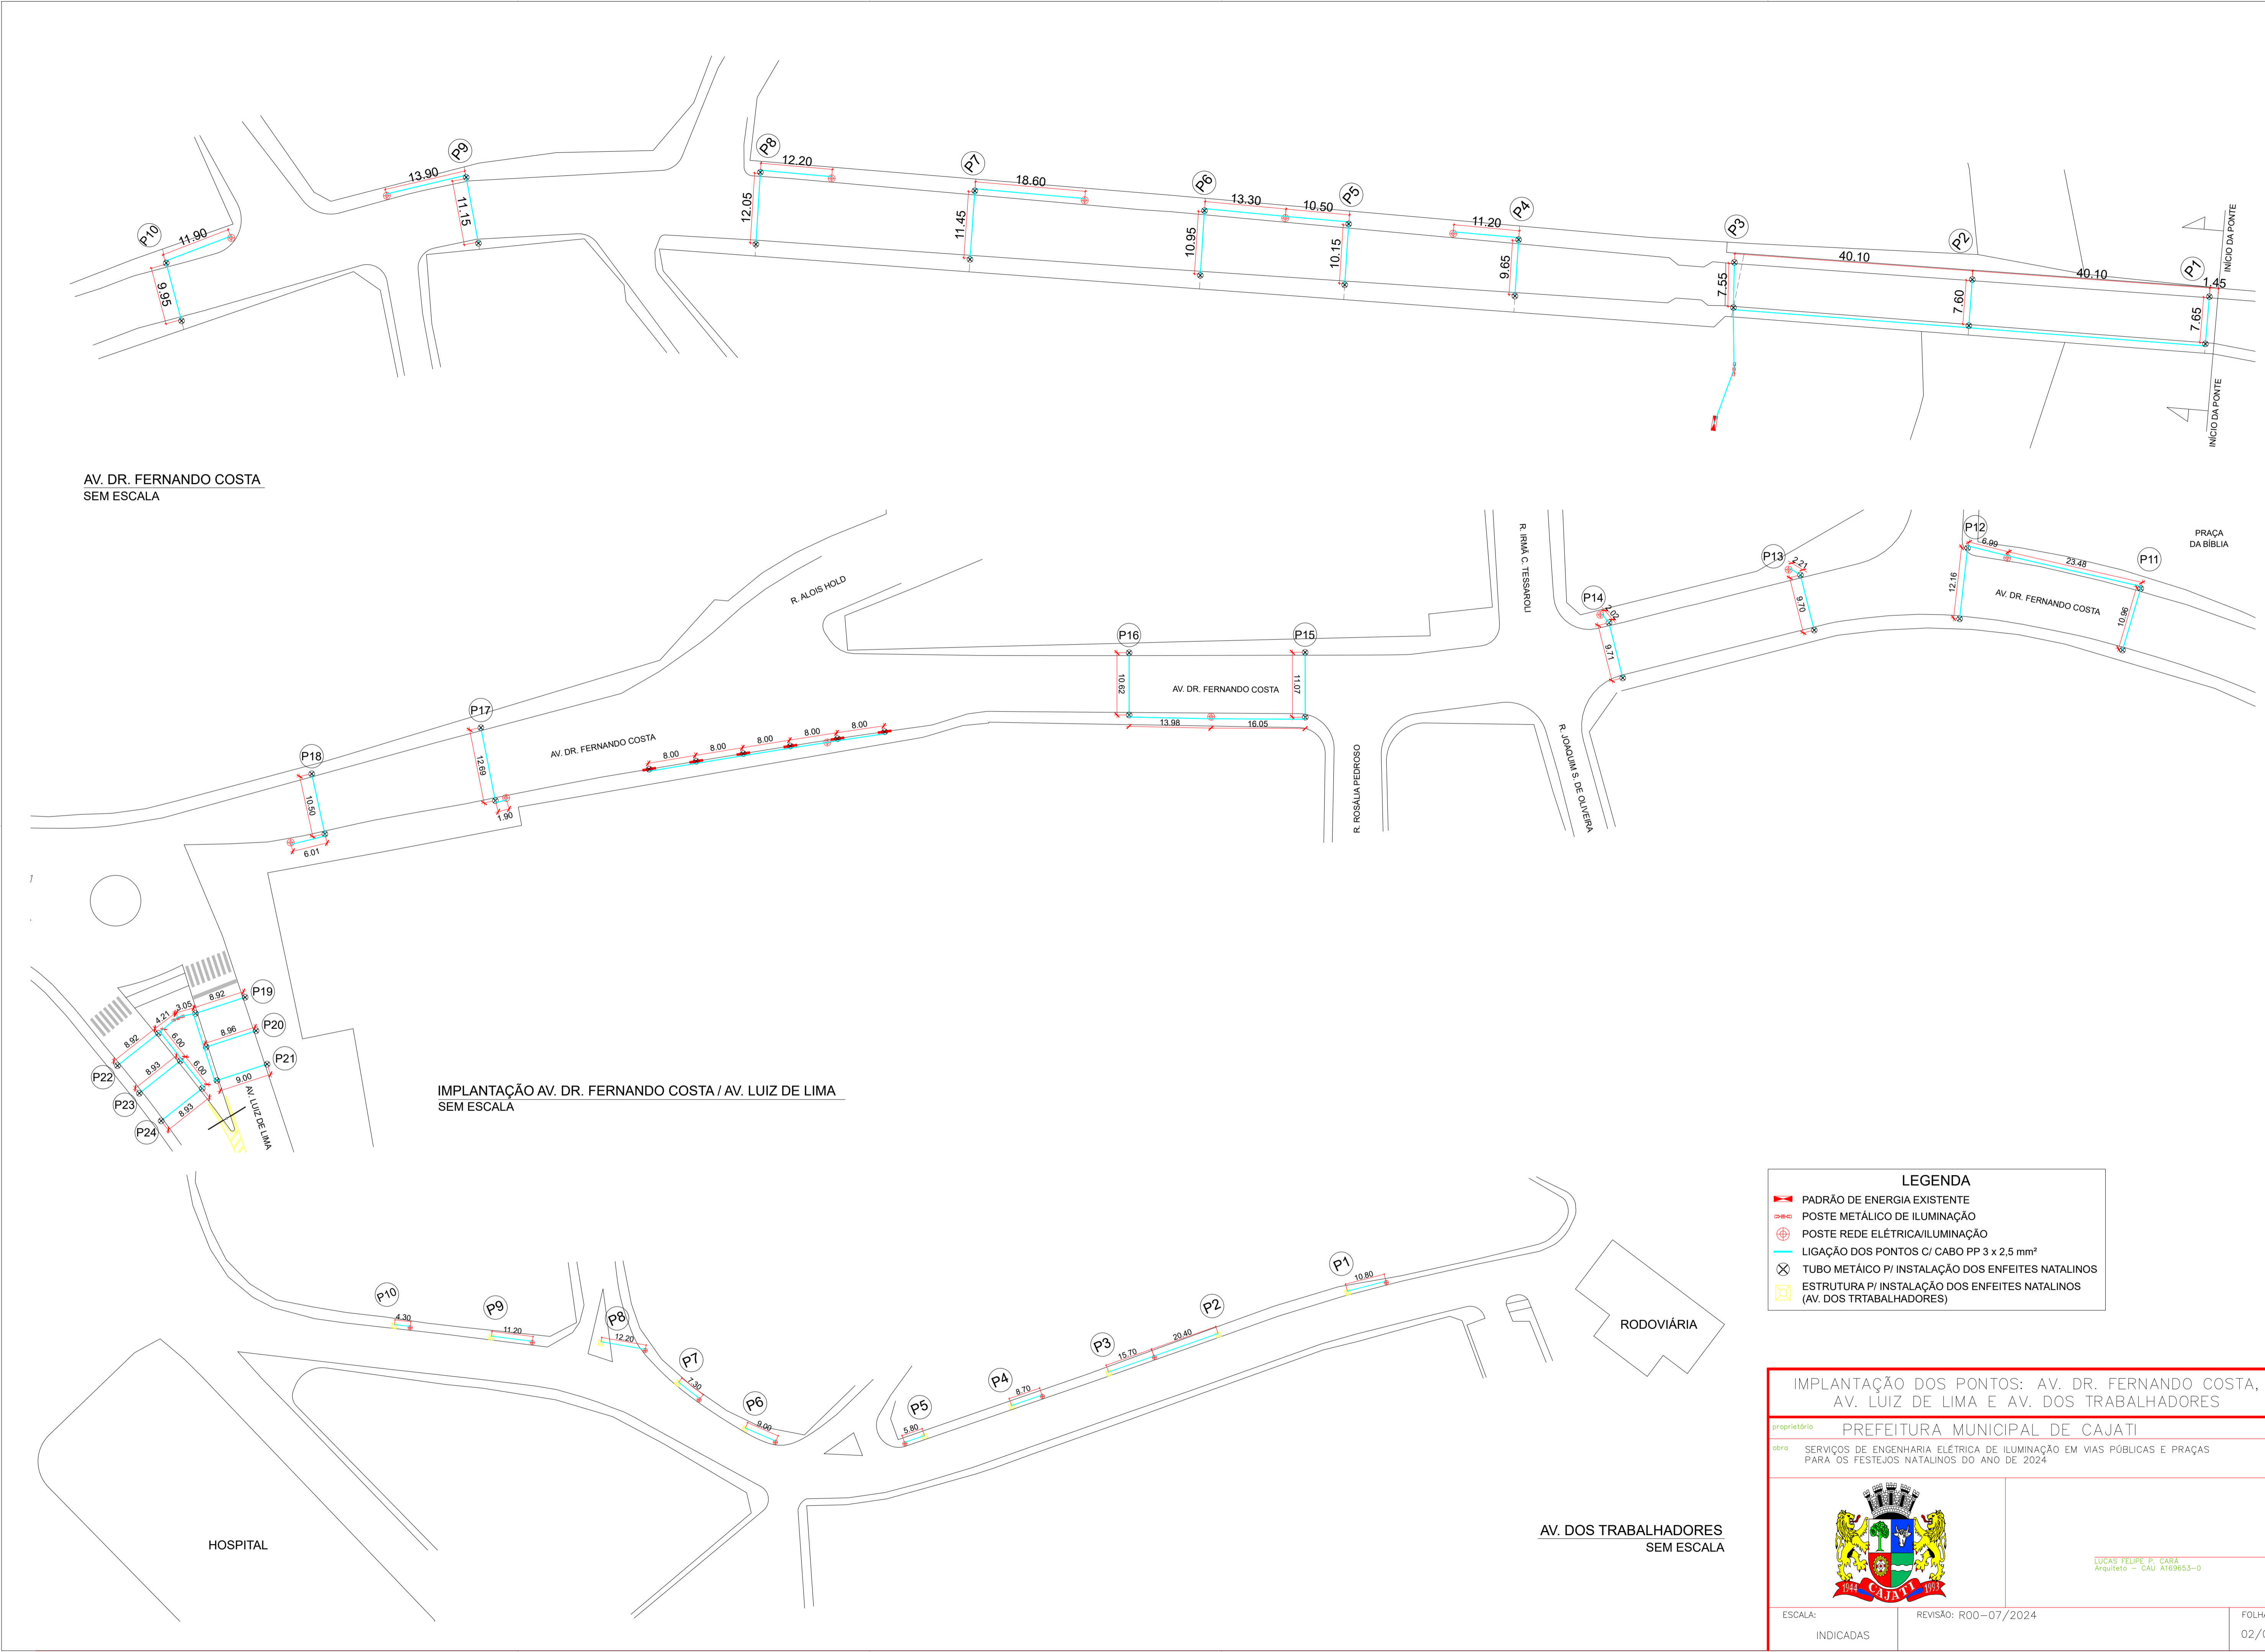 P10
11.90
9.95
P9
13.90
11.15
P8
12.20
12.05
P7
18.60
11.45
P6
13.30
10.95
P5
10.50
10.15
P4
11.20
9.65
P3
40.10
7.55
P2
40.10
7.60
P1
1.45
7.65
INÍCIO DA PONTE
INÍCIO DA PONTE
AV. DR. FERNANDO COSTA
SEM ESCALA
R. ALOIS HOLD
R. IRMÃ C. TESSAROLI
PRAÇA
DA BÍBLIA
P12
6.99
23.48
P11
12.16
AV. DR. FERNANDO COSTA
10.96
P13
2.21
9.70
P14
2.02
9.71
P16
P15
10.62
AV. DR. FERNANDO COSTA
11.07
13.98
16.05
R. ROSÁLIA PEDROSO
R. JOAQUIM S. DE OLIVEIRA
P17
12.69
1.90
AV. DR. FERNANDO COSTA
8.00
8.00
8.00
8.00
8.00
P18
10.50
6.01
P19
8.92
3.05
4.21
P20
8.96
P21
9.00
6.00
6.00
8.92
P22
8.93
P23
8.93
P24
AV. LUIZ DE LIMA
IMPLANTAÇÃO AV. DR. FERNANDO COSTA / AV. LUIZ DE LIMA
SEM ESCALA
P10
4.30
P9
11.20
P8
12.20
P7
7.30
P6
9.00
P5
5.80
P4
8.70
P3
15.70
20.40
P2
P1
10.80
RODOVIÁRIA
HOSPITAL
AV. DOS TRABALHADORES
SEM ESCALA
LEGENDA
PADRÃO DE ENERGIA EXISTENTE
POSTE METÁLICO DE ILUMINAÇÃO
POSTE REDE ELÉTRICA/ILUMINAÇÃO
LIGAÇÃO DOS PONTOS C/ CABO PP 3 x 2,5 mm²
TUBO METÁICO P/ INSTALAÇÃO DOS ENFEITES NATALINOS
ESTRUTURA P/ INSTALAÇÃO DOS ENFEITES NATALINOS
(AV. DOS TRTABALHADORES)
IMPLANTAÇÃO DOS PONTOS: AV. DR. FERNANDO COSTA,
AV. LUIZ DE LIMA E AV. DOS TRABALHADORES
proprietário PREFEITURA MUNICIPAL DE CAJATI
obra SERVIÇOS DE ENGENHARIA ELÉTRICA DE ILUMINAÇÃO EM VIAS PÚBLICAS E PRAÇAS
PARA OS FESTEJOS NATALINOS DO ANO DE 2024
1944 CAJATI 1993
LUCAS FELIPE P. CARÁ
Arquiteto - CAU A169653-0
ESCALA:
INDICADAS
REVISÃO: R00-07/2024